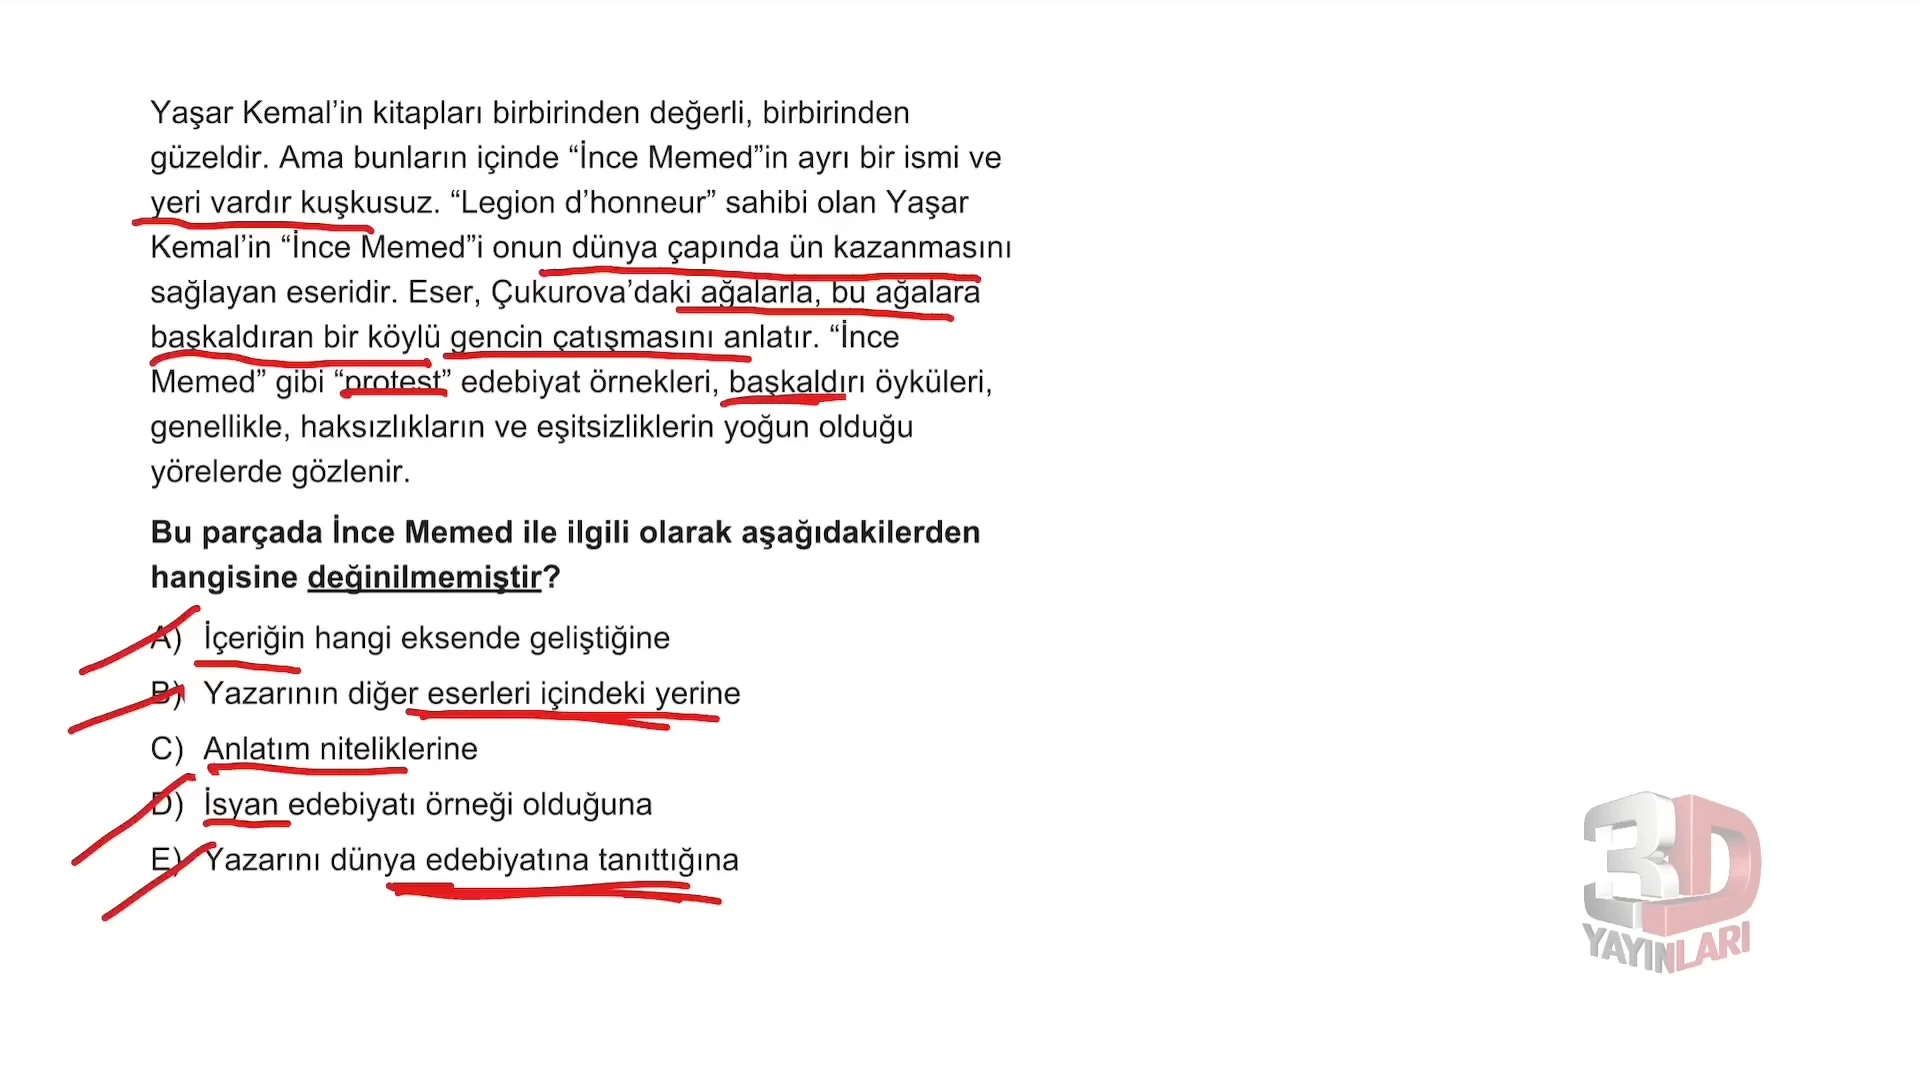 Yaşar Kemal’in kitapları birbirinden değerli, birbirinden
güzeldir. Ama bunların içinde “İnce Memed”in ayrı bir ismi ve
yeri vardır kuşkusuz. “Legion d’honneur” sahibi olan Yaşar
Kemal’in “İnce Memed”i onun dünya çapında ün kazanmasını
sağlayan eseridir. Eser, Çukurova’daki ağalarla, bu ağalara
başkaldıran bir köylü gencin çatışmasını anlatır. “İnce
Memed” gibi “protest” edebiyat örnekleri, başkaldırı öyküleri,
genellikle, haksızlıkların ve eşitsizliklerin yoğun olduğu
yörelerde gözlenir.
Bu parçada İnce Memed ile ilgili olarak aşağıdakilerden
hangisine değinilmemiştir?
A) İçeriğin hangi eksende geliştiğine
B) Yazarının diğer eserleri içindeki yerine
C) Anlatım niteliklerine
D) İsyan edebiyatı örneği olduğuna
E) Yazarını dünya edebiyatına tanıttığına
3D
YAYINLARI